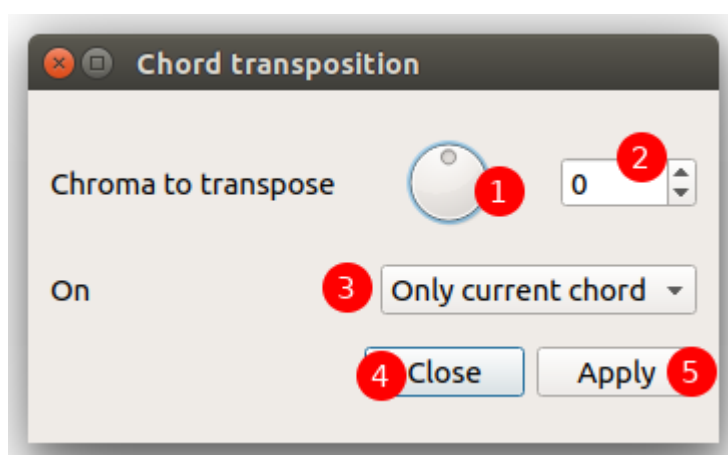 Chord transposition
Chroma to transpose 1 0 2
On 3 Only current chord
4 Close Apply 5